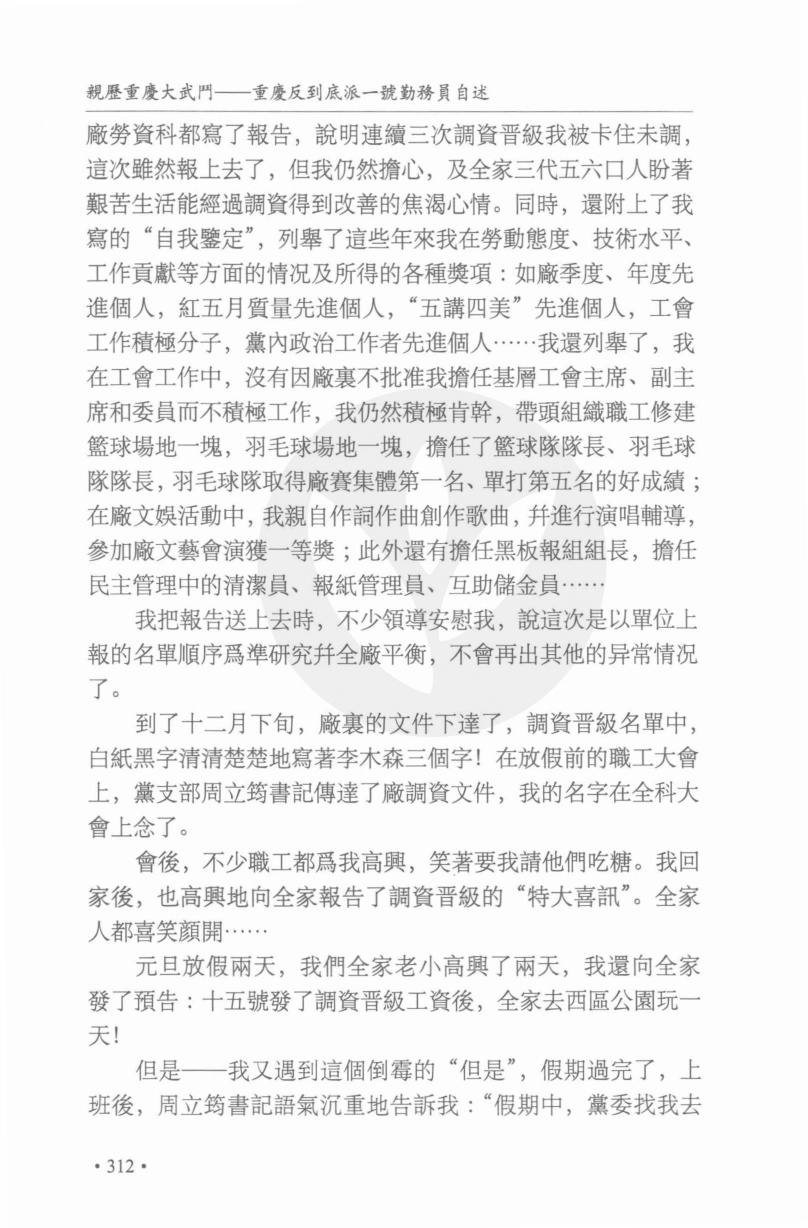 親歷重慶大武鬥——重慶反到底派一號勤務員自述
廠勞資科都寫了報告，說明連續三次調資晉級我被卡住未調，
這次雖然報上去了，但我仍然擔心，及全家三代五六口人盼著
艱苦生活能經過調資得到改善的焦渴心情。同時，還附上了我
寫的“自我鑒定”，列舉了這些年來我在勞動態度、技術水平、
工作貢獻等方面的情况及所得的各種獎項：如廠季度、年度先
進個人，紅五月質量先進個人，“五講四美”先進個人，工會
工作積極分子，黨內政治工作者先進個人……我還列舉了，我
在工會工作中，沒有因廠裏不批准我擔任基層工會主席、副主
席和委員而不積極工作，我仍然積極肯幹，帶頭組織職工修建
籃球場地一塊，羽毛球場地一塊，擔任了籃球隊隊長、羽毛球
隊隊長，羽毛球隊取得廠賽集體第一名、單打第五名的好成績；
在廠文娛活動中，我親自作詞作曲創作歌曲，幷進行演唱輔導，
參加廠文藝會演獲一等獎；此外還有擔任黑板報組組長，擔任
民主管理中的清潔員、報紙管理員、互助儲金員……
我把報告送上去時，不少領導安慰我，說這次是以單位上
報的名單順序爲準研究幷全廠平衡，不會再出其他的异常情况
了。
到了十二月下旬，廠裏的文件下達了，調資晉級名單中，
白紙黑字清清楚楚地寫著李木森三個字！在放假前的職工大會
上，黨支部周立筠書記傳達了廠調資文件，我的名字在全科大
會上念了。
會後，不少職工都爲我高興，笑著要我請他們吃糖。我回
家後，也高興地向全家報告了調資晉級的“特大喜訊”。全家
人都喜笑顏開……
元旦放假兩天，我們全家老小高興了兩天，我還向全家
發了預告：十五號發了調資晉級工資後，全家去西區公園玩一
天！
但是——我又遇到這個倒霉的“但是”，假期過完了，上
班後，周立筠書記語氣沉重地告訴我：“假期中，黨委找我去
•312•